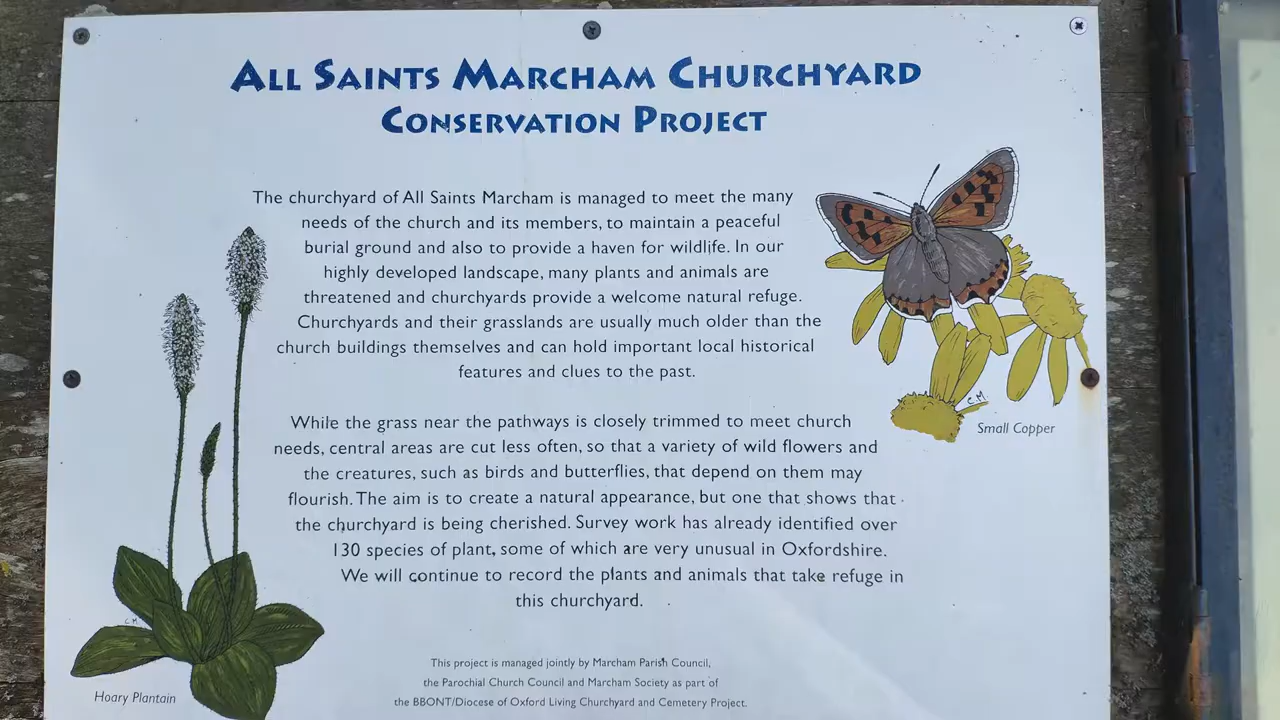 ALL SAINTS MARCHAM CHURCHYARD
CONSERVATION PROJECT
The churchyard of All Saints Marcham is managed to meet the many
needs of the church and its members, to maintain a peaceful
burial ground and also to provide a haven for wildlife. In our
highly developed landscape, many plants and animals are
threatened and churchyards provide a welcome natural refuge.
Churchyards and their grasslands are usually much older than the
church buildings themselves and can hold important local historical
features and clues to the past.
C.M.
Small Copper
While the grass near the pathways is closely trimmed to meet church
needs, central areas are cut less often, so that a variety of wild flowers and
the creatures, such as birds and butterflies, that depend on them may
flourish. The aim is to create a natural appearance, but one that shows that
the churchyard is being cherished. Survey work has already identified over
130 species of plant, some of which are very unusual in Oxfordshire.
We will continue to record the plants and animals that take refuge in
this churchyard.
C.M.
Hoary Plantain
This project is managed jointly by Marcham Parish Council,
the Parochial Church Council and Marcham Society as part of
the BBONT/Diocese of Oxford Living Churchyard and Cemetery Project.